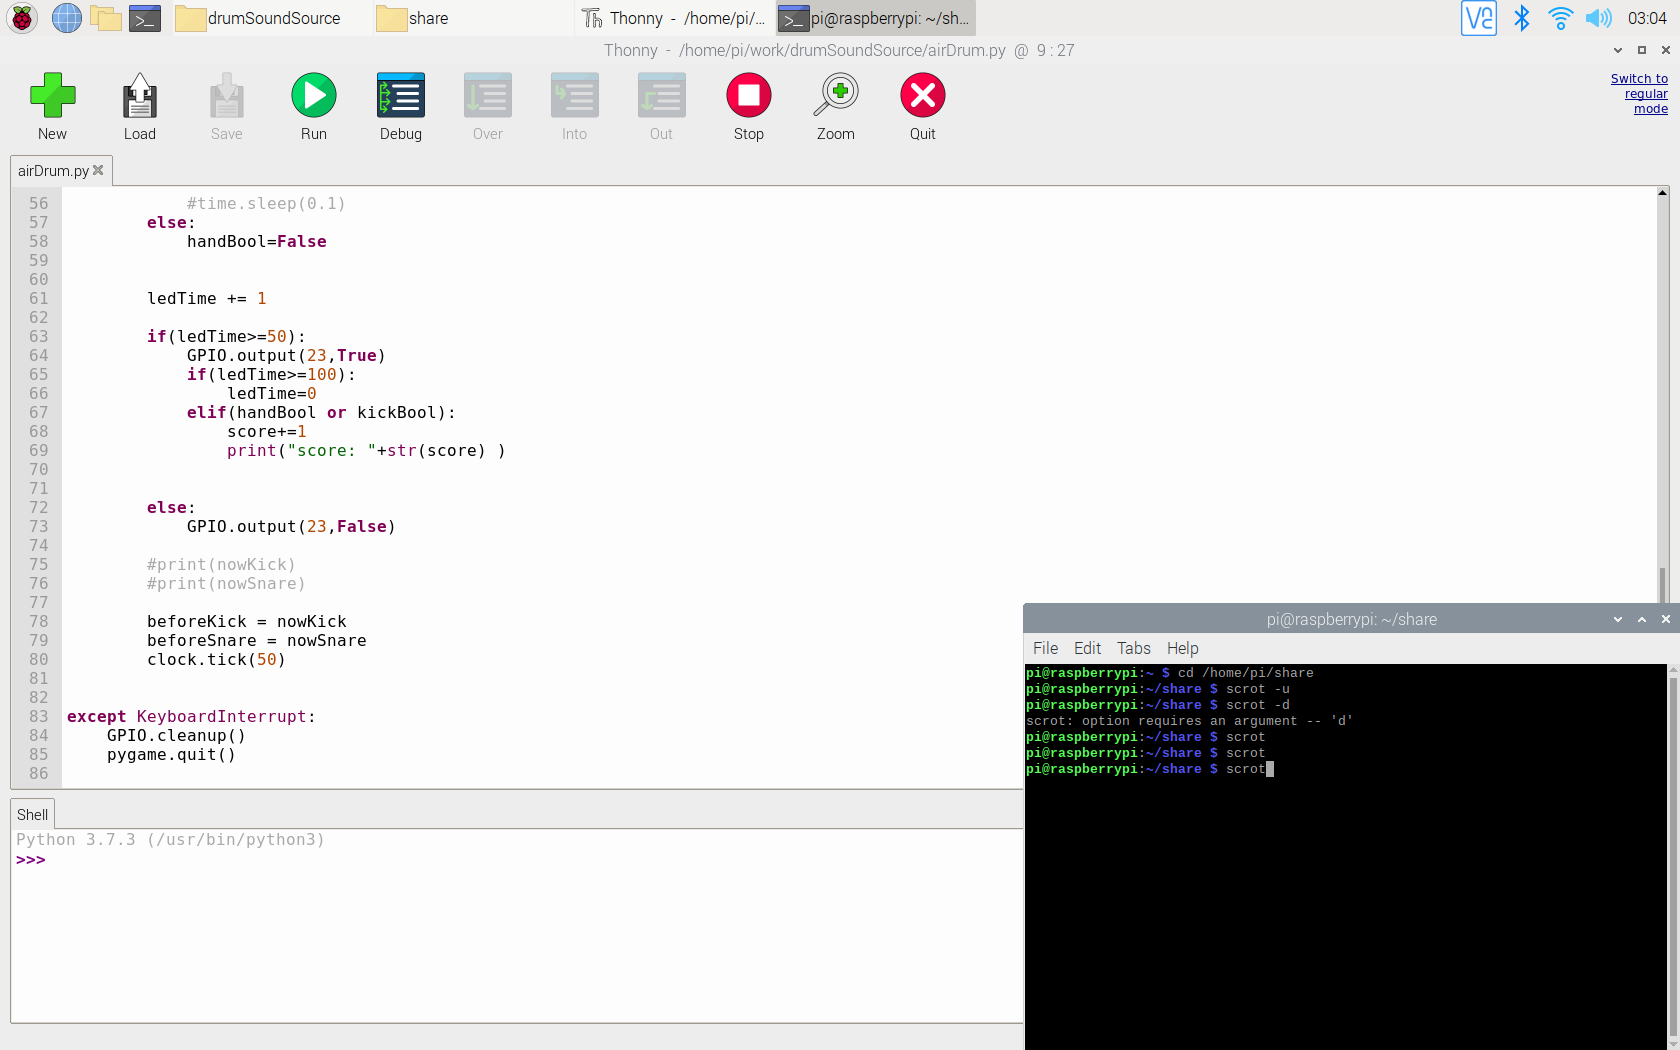 drumSoundSource
share
Thonny - /home/pi/...
pi@raspberrypi: ~/sh...
03:04
Thonny - /home/pi/work/drumSoundSource/airDrum.py @ 9 : 27
New
Load
Save
Run
Debug
Over
Into
Out
Stop
Zoom
Quit
Switch to
regular
mode
airDrum.py
56             #time.sleep(0.1)
57         else:
58             handBool=False
59
60
61         ledTime += 1
62
63         if(ledTime>=50):
64             GPIO.output(23,True)
65             if(ledTime>=100):
66                 ledTime=0
67             elif(handBool or kickBool):
68                 score+=1
69                 print("score: "+str(score) )
70
71
72         else:
73             GPIO.output(23,False)
74
75         #print(nowKick)
76         #print(nowSnare)
77
78         beforeKick = nowKick
79         beforeSnare = nowSnare
80         clock.tick(50)
81
82
83 except KeyboardInterrupt:
84     GPIO.cleanup()
85     pygame.quit()
86
Shell
Python 3.7.3 (/usr/bin/python3)
>>>
pi@raspberrypi: ~/share
File Edit Tabs Help
pi@raspberrypi:~ $ cd /home/pi/share
pi@raspberrypi:~/share $ scrot -u
pi@raspberrypi:~/share $ scrot -d
scrot: option requires an argument -- 'd'
pi@raspberrypi:~/share $ scrot
pi@raspberrypi:~/share $ scrot
pi@raspberrypi:~/share $ scrot